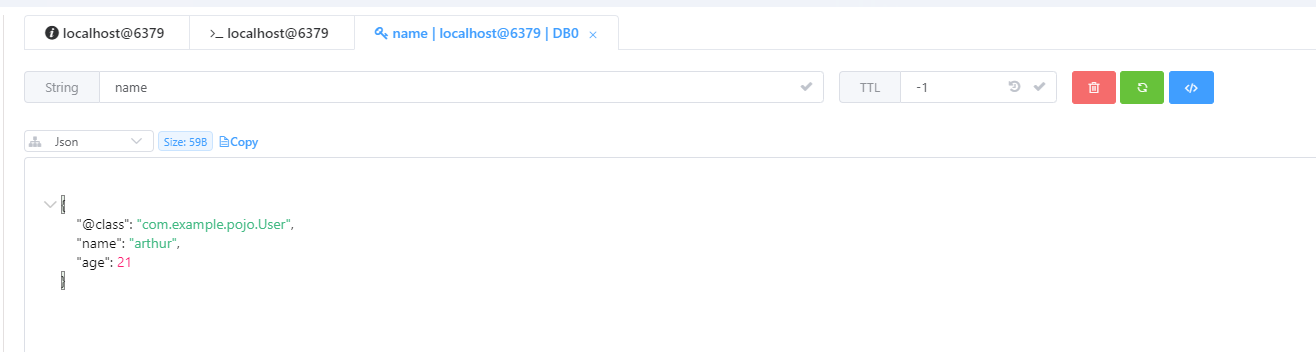 localhost@6379 >_ localhost@6379 name | localhost@6379 | DB0 ×
String name TTL -1 </>
Json Size: 59B Copy
{
"@class": "com.example.pojo.User",
"name": "arthur",
"age": 21
}